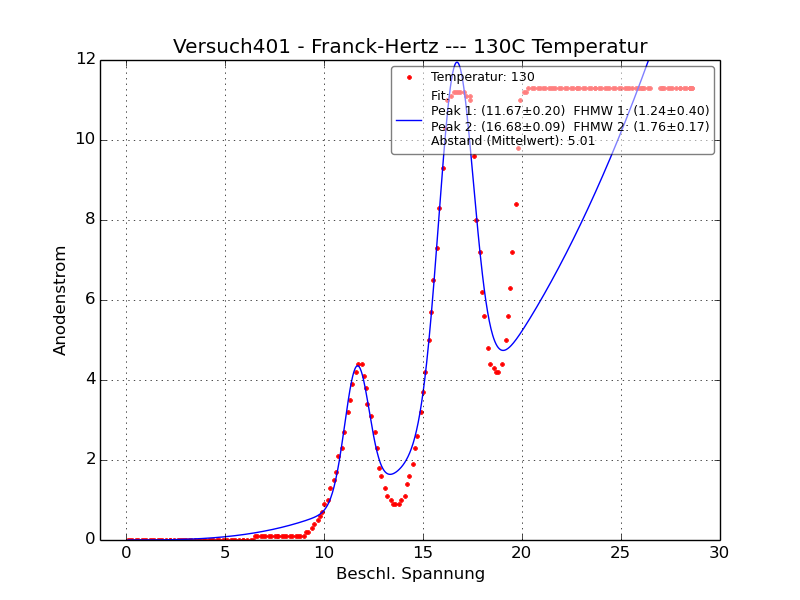 Versuch401 - Franck-Hertz --- 130C Temperatur
12
10
8
6
4
2
0
Anodenstrom
Temperatur: 130
Fit:
Peak 1: (11.67±0.20) FHMW 1: (1.24±0.40)
Peak 2: (16.68±0.09) FHMW 2: (1.76±0.17)
Abstand (Mittelwert): 5.01
0 5 10 15 20 25 30
Beschl. Spannung